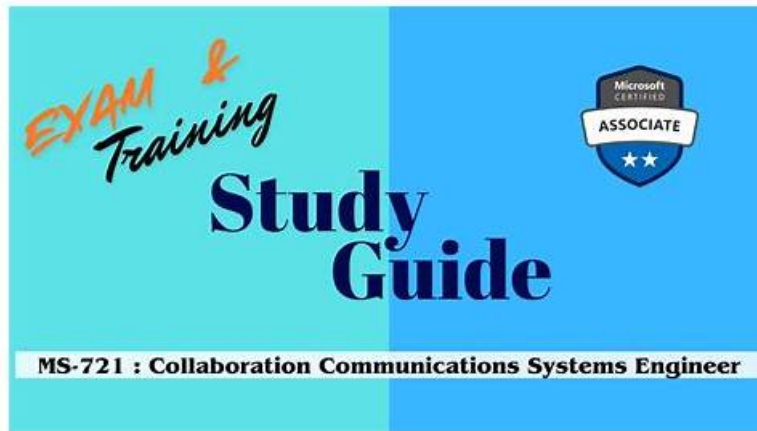 EXAM &
Training
Microsoft
CERTIFIED
ASSOCIATE
Study
Guide
MS-721 : Collaboration Communications Systems Engineer